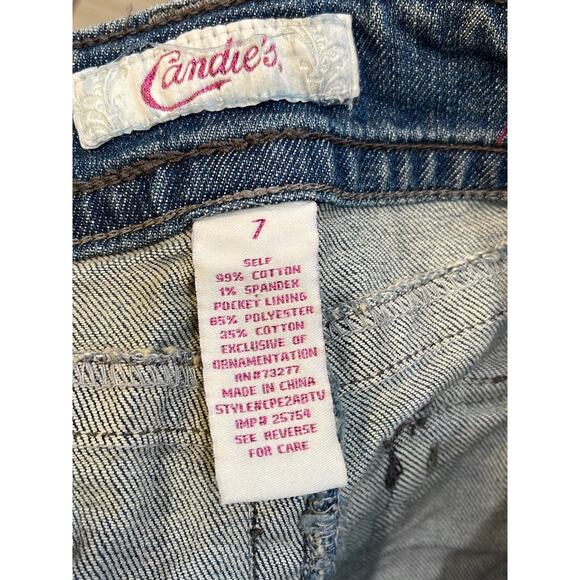 Candie's
7
SELF
99% COTTON
1% SPANDEX
POCKET LINING
65% POLYESTER
35% COTTON
EXCLUSIVE OF
ORNAMENTATION
RN#73277
MADE IN CHINA
STYLE#CPE2ABTV
IMP# 25754
SEE REVERSE
FOR CARE